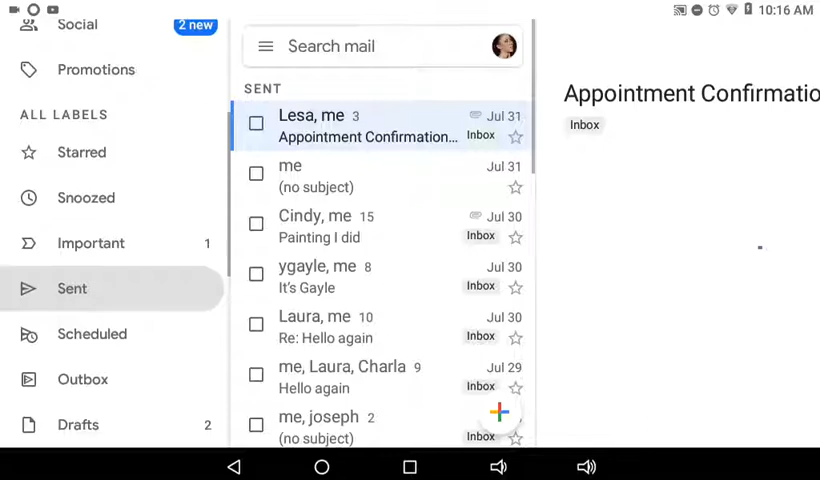 10:16 AM
Social
2 new
Promotions
ALL LABELS
Starred
Snoozed
Important
1
Sent
Scheduled
Outbox
Drafts
2
Search mail
SENT
Lesa, me 3
Jul 31
Appointment Confirmation...
Inbox
me
Jul 31
(no subject)
Cindy, me 15
Jul 30
Painting I did
Inbox
ygayle, me 8
Jul 30
It's Gayle
Inbox
Laura, me 10
Jul 30
Re: Hello again
Inbox
me, Laura, Charla 9
Jul 29
Hello again
Inbox
me, joseph 2
(no subject)
Inbox
Appointment Confirmatio
Inbox